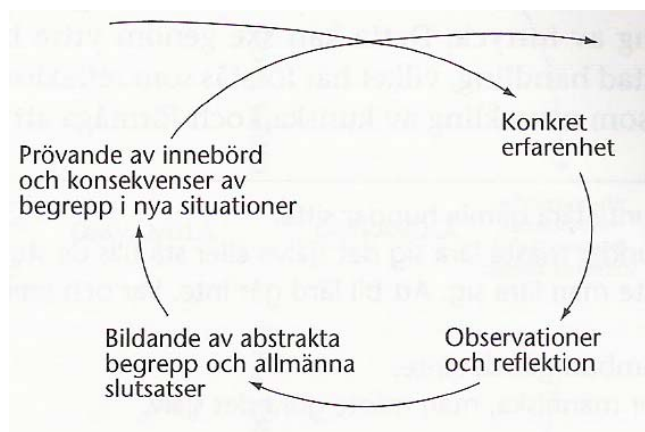 Konkret
erfarenhet
Observationer
och reflektion
Bildande av abstrakta
begrepp och allmänna
slutsatser
Prövande av innebörd
och konsekvenser av
begrepp i nya situationer